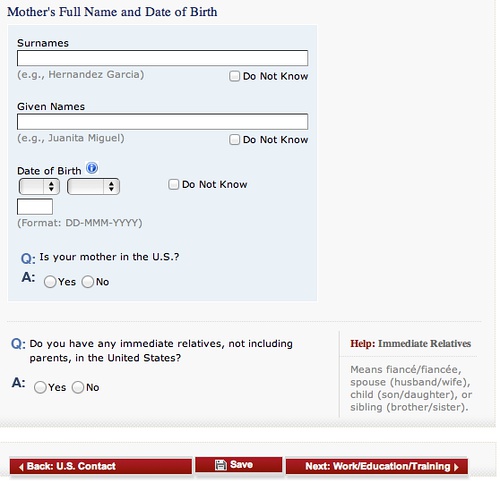 Mother's Full Name and Date of Birth
Surnames
(e.g., Hernandez Garcia)
Do Not Know
Given Names
(e.g., Juanita Miguel)
Do Not Know
Date of Birth
Do Not Know
(Format: DD-MMM-YYYY)
Q: Is your mother in the U.S.?
A: Yes No
Q: Do you have any immediate relatives, not including
parents, in the United States?
A: Yes No
Help: Immediate Relatives
Means fiancé/fiancée,
spouse (husband/wife),
child (son/daughter), or
sibling (brother/sister).
Back: U.S. Contact
Save
Next: Work/Education/Training